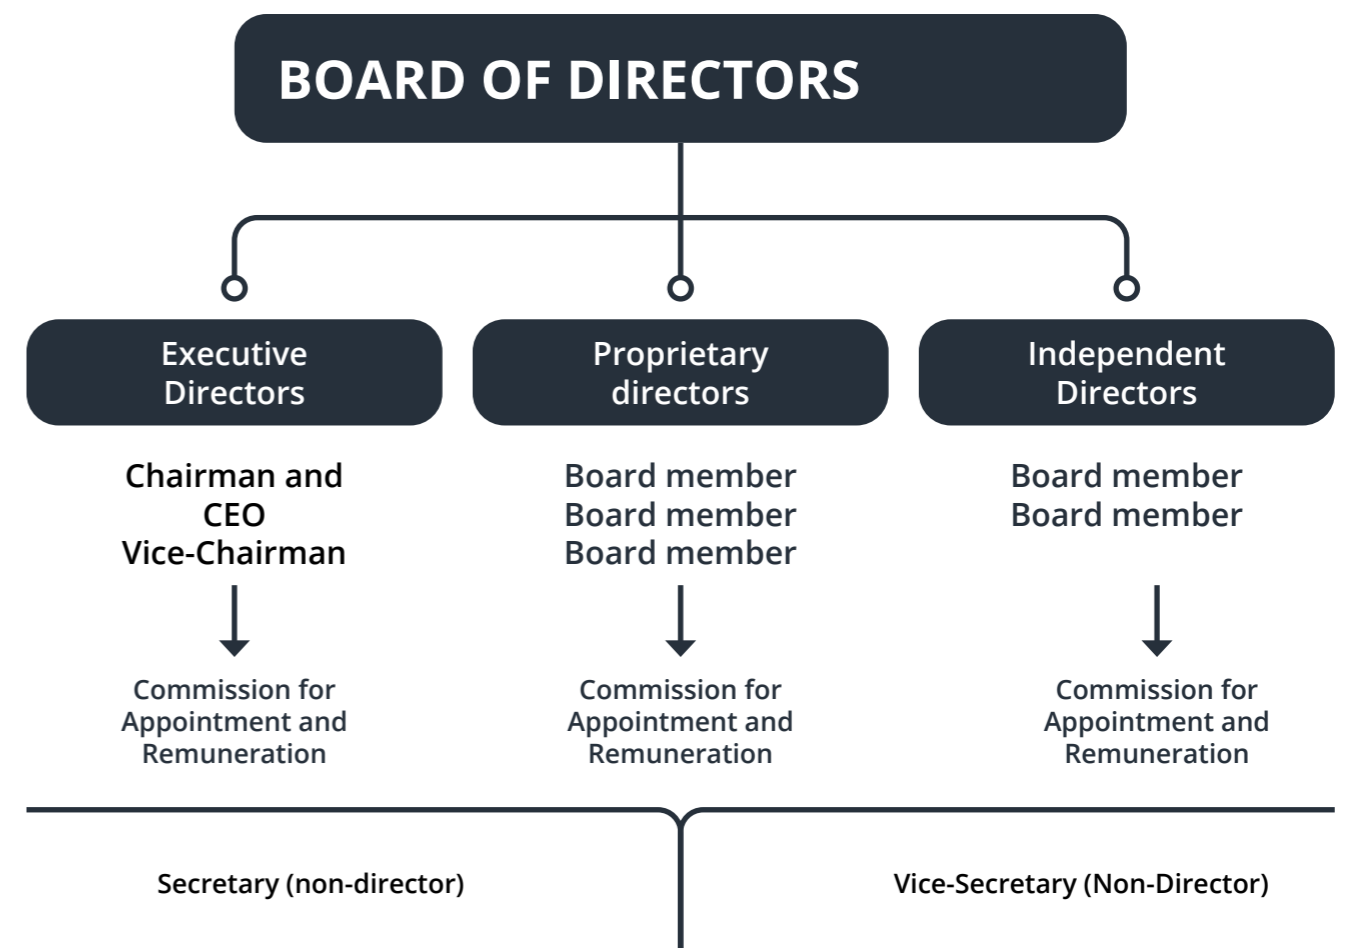 BOARD OF DIRECTORS
Executive
Directors
Proprietary
directors
Independent
Directors
Chairman and
CEO
Vice-Chairman
Board member
Board member
Board member
Board member
Board member
Commission for
Appointment and
Remuneration
Commission for
Appointment and
Remuneration
Commission for
Appointment and
Remuneration
Secretary (non-director)
Vice-Secretary (Non-Director)